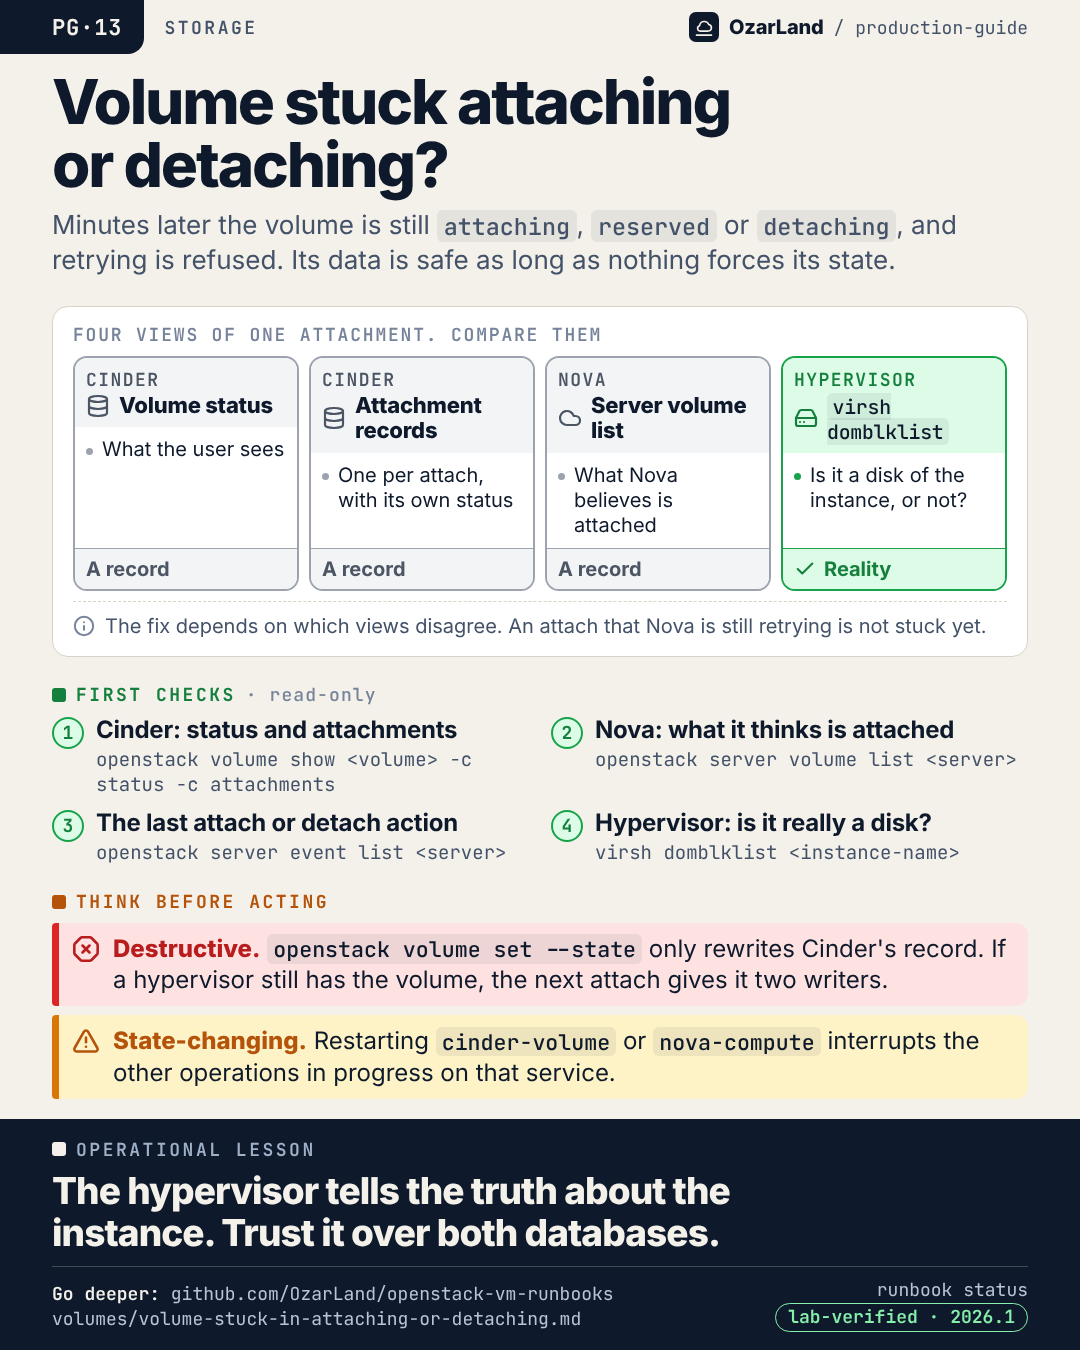 PG·13
STORAGE
OzarLand / production-guide
Volume stuck attaching
or detaching?
Minutes later the volume is still attaching, reserved or detaching, and
retrying is refused. Its data is safe as long as nothing forces its state.
FOUR VIEWS OF ONE ATTACHMENT. COMPARE THEM
CINDER
Volume status
What the user sees
A record
CINDER
Attachment
records
One per attach,
with its own status
A record
NOVA
Server volume
list
What Nova
believes is
attached
A record
HYPERVISOR
virsh
domblklist
Is it a disk of the
instance, or not?
Reality
The fix depends on which views disagree. An attach that Nova is still retrying is not stuck yet.
FIRST CHECKS · read-only
1 Cinder: status and attachments
openstack volume show <volume> -c
status -c attachments
2 Nova: what it thinks is attached
openstack server volume list <server>
3 The last attach or detach action
openstack server event list <server>
4 Hypervisor: is it really a disk?
virsh domblklist <instance-name>
THINK BEFORE ACTING
Destructive. openstack volume set --state only rewrites Cinder's record. If
a hypervisor still has the volume, the next attach gives it two writers.
State-changing. Restarting cinder-volume or nova-compute interrupts the
other operations in progress on that service.
OPERATIONAL LESSON
The hypervisor tells the truth about the
instance. Trust it over both databases.
Go deeper: github.com/OzarLand/openstack-vm-runbooks
volumes/volume-stuck-in-attaching-or-detaching.md
runbook status
lab-verified · 2026.1